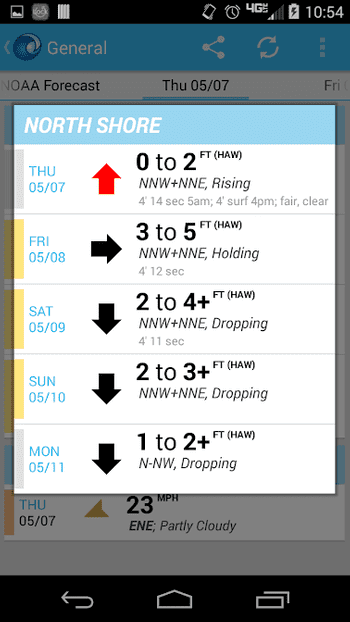 4G LTE 10:54
General
NOAA Forecast Thu 05/07 Fri
NORTH SHORE
THU 05/07
0 to 2 FT (HAW)
NNW+NNE, Rising
4' 14 sec 5am; 4' surf 4pm; fair, clear
FRI 05/08
3 to 5 FT (HAW)
NNW+NNE, Holding
4' 12 sec
SAT 05/09
2 to 4+ FT (HAW)
NNW+NNE, Dropping
4' 11 sec
SUN 05/10
2 to 3+ FT (HAW)
NNW+NNE, Dropping
MON 05/11
1 to 2+ FT (HAW)
N-NW, Dropping
THU 05/07
23 MPH
ENE; Partly Cloudy